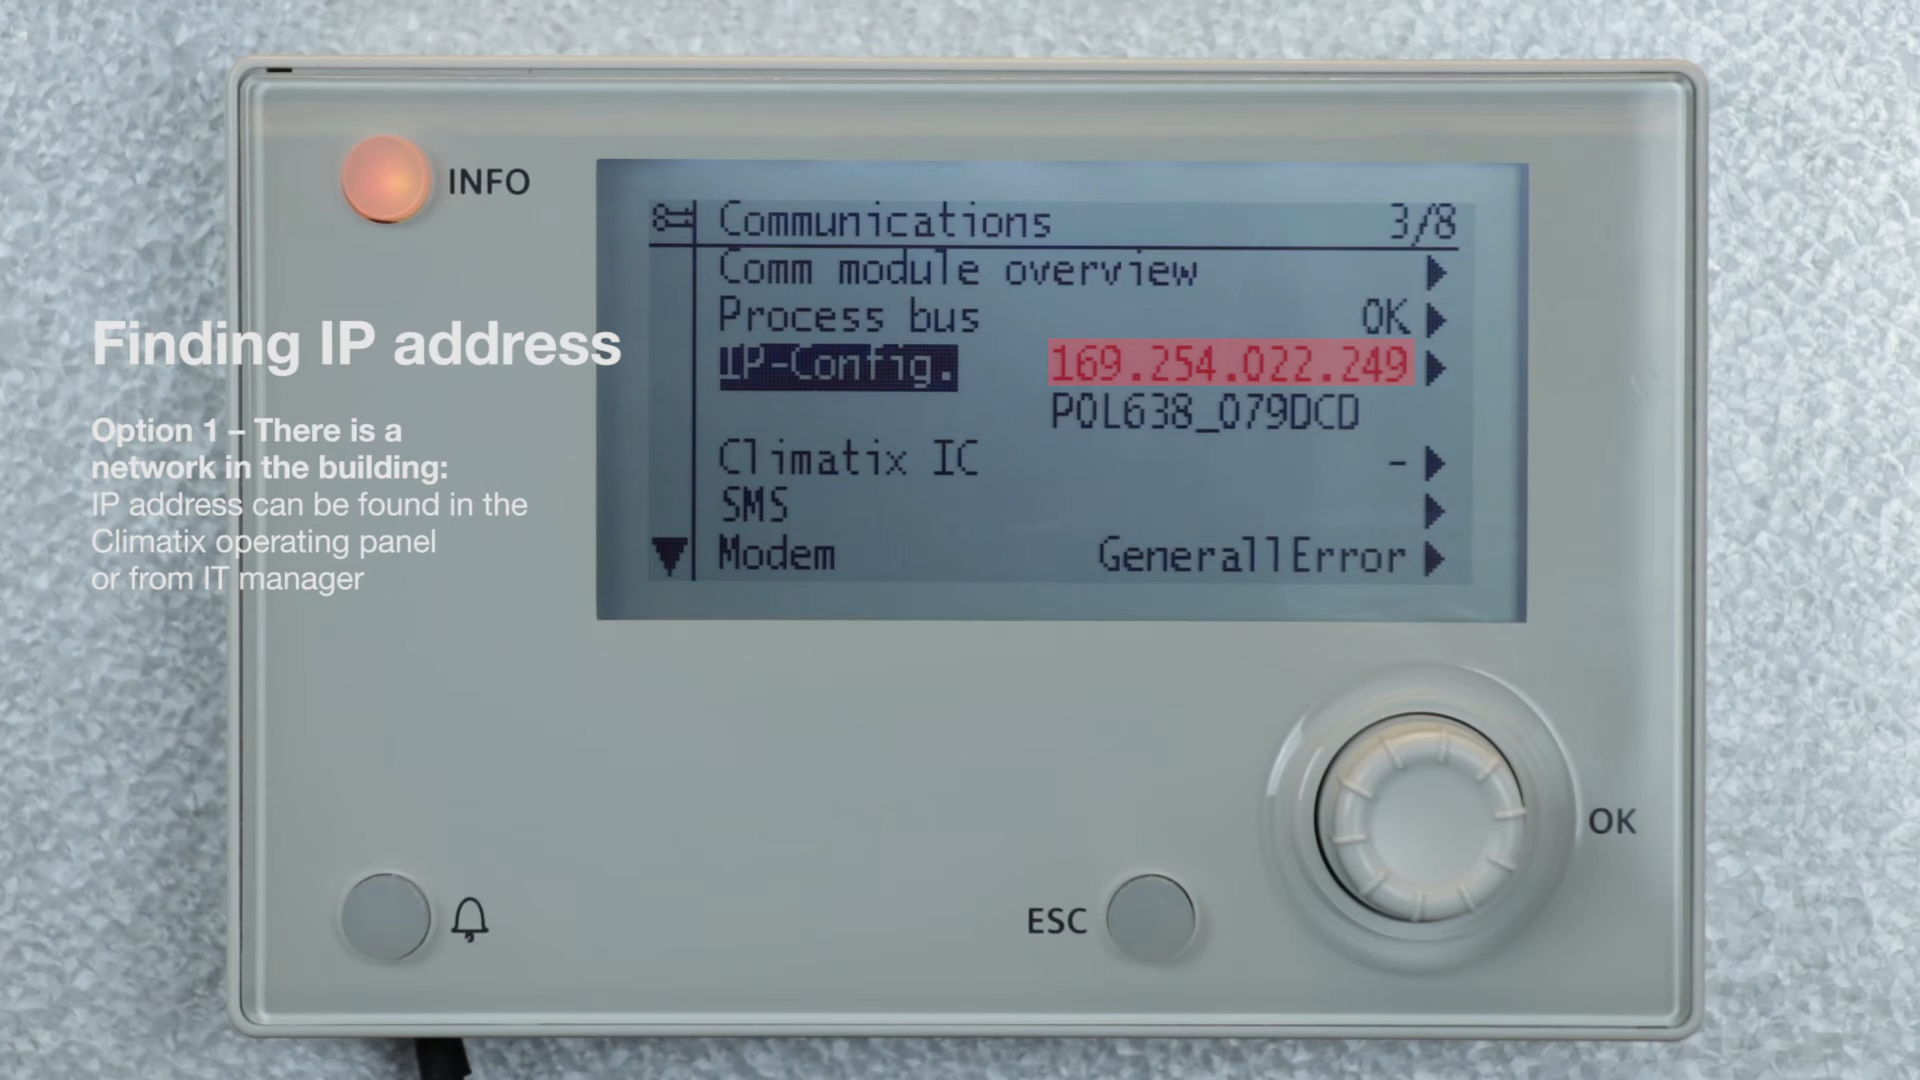 INFO
Communications 3/8
Comm module overview
Process bus OK
IP-Config. 169.254.022.249
POL638_079DCD
Climatix IC -
SMS
Modem GenerallError
Finding IP address
Option 1 – There is a
network in the building:
IP address can be found in the
Climatix operating panel
or from IT manager
OK
ESC